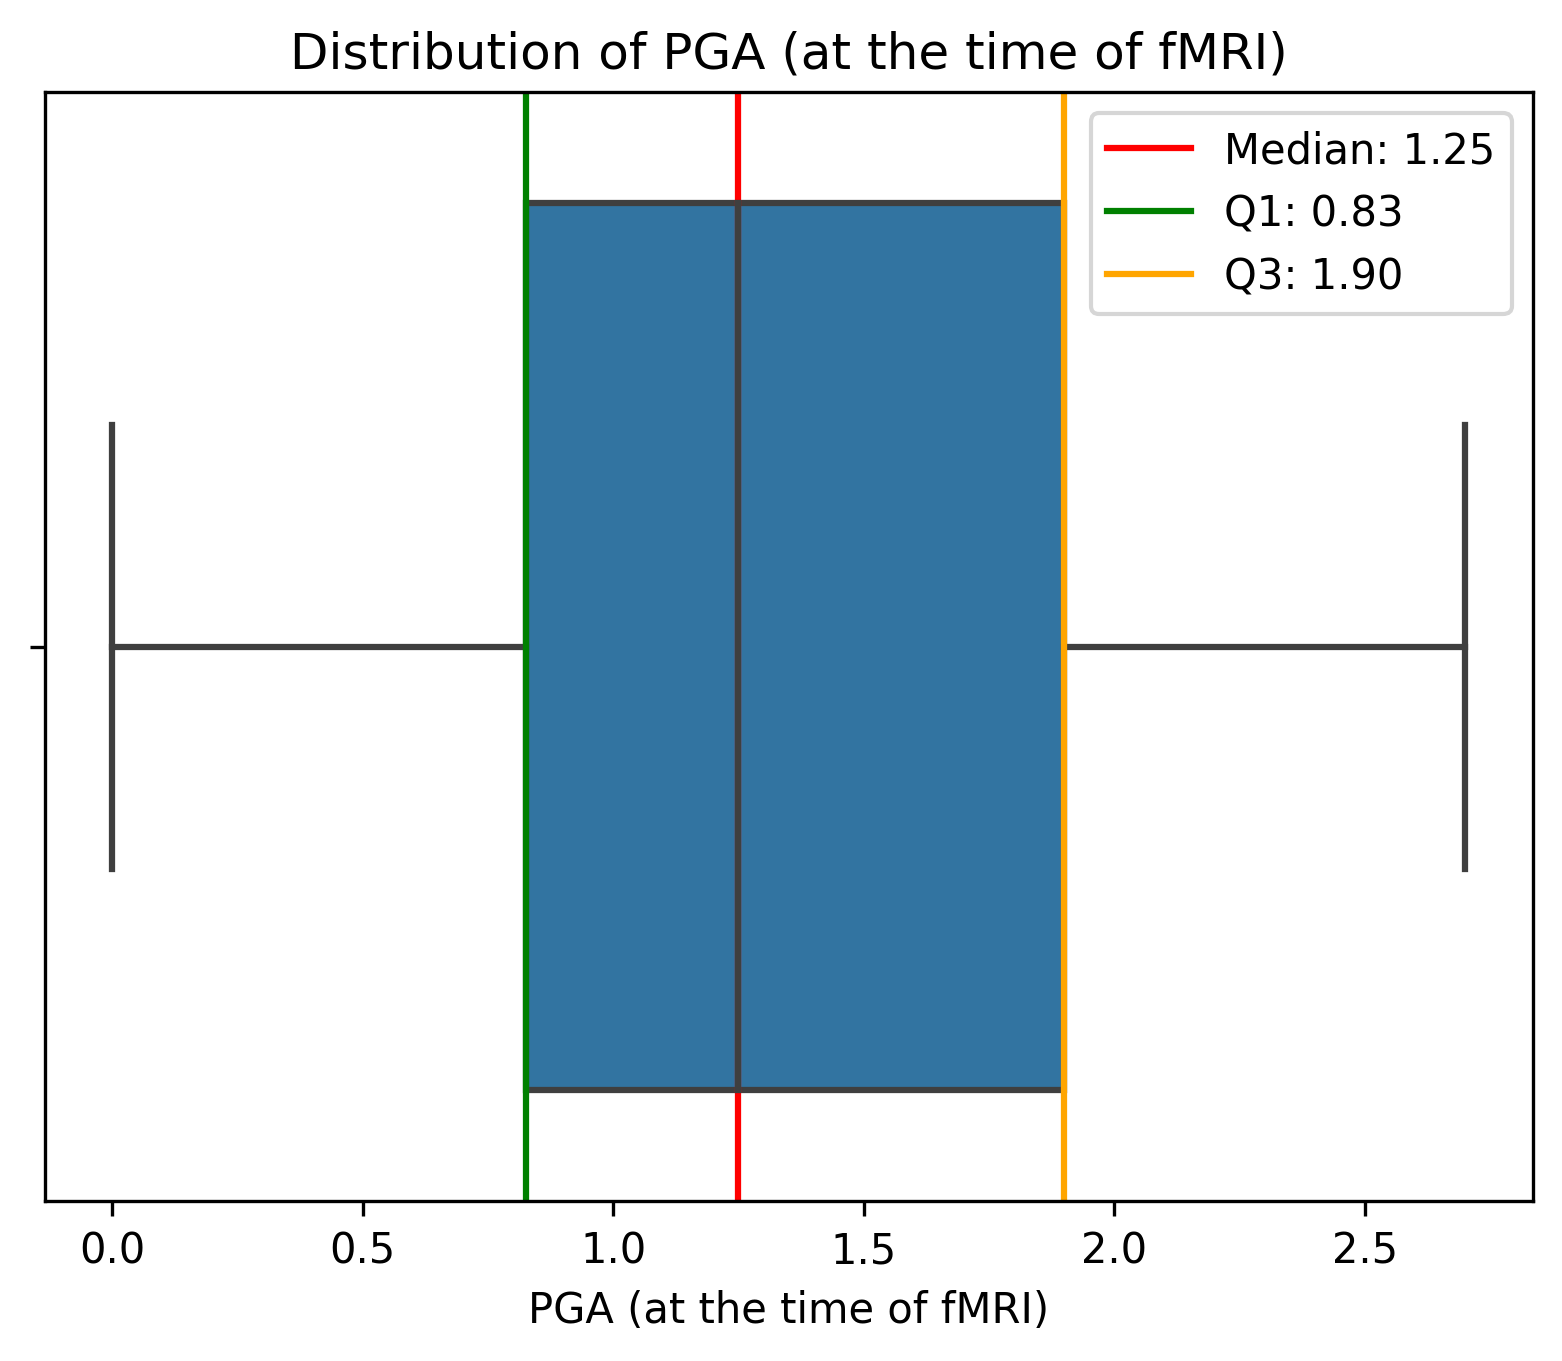 Distribution of PGA (at the time of fMRI)
Median: 1.25
Q1: 0.83
Q3: 1.90
0.0 0.5 1.0 1.5 2.0 2.5
PGA (at the time of fMRI)